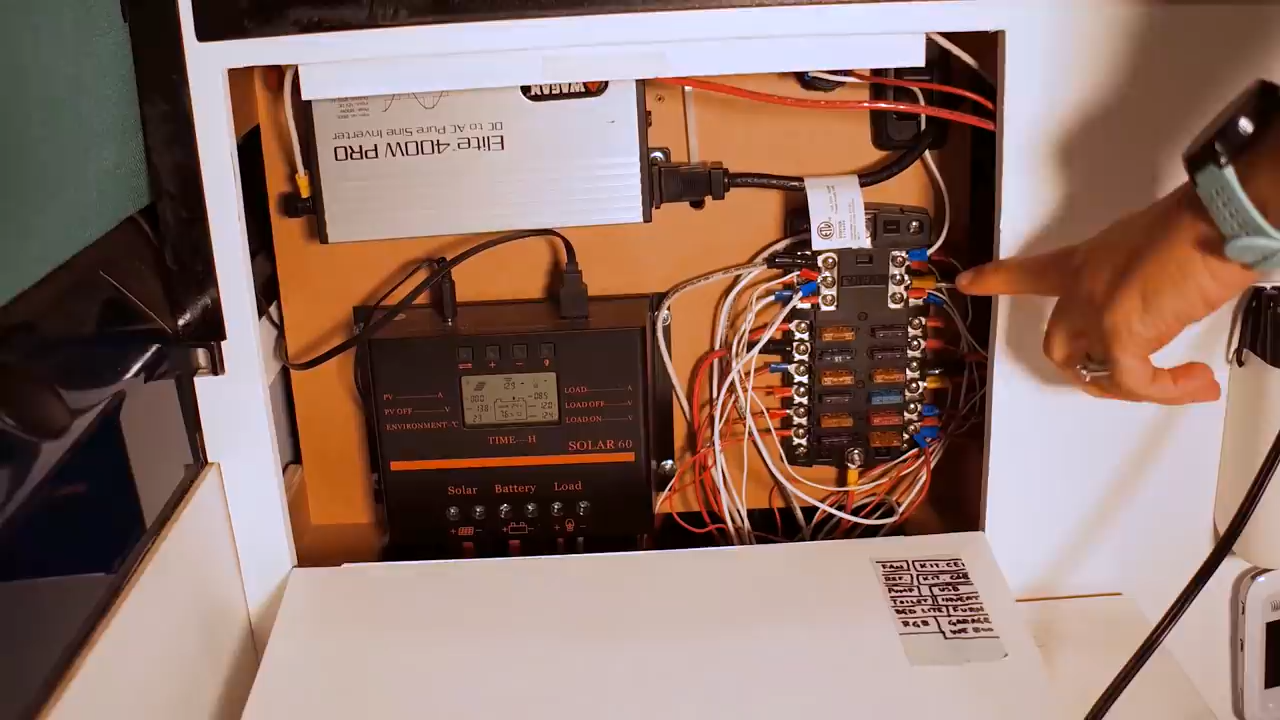 WAGAN
Elite 400W PRO
DC to AC Pure Sine Inverter
PV A
PV OFF V
ENVIRONMENT °C
LOAD A
LOAD OFF V
LOAD ON V
TIME H
SOLAR 60
Solar Battery Load
+ - + - + -
FAN KIT.CE
REF.
PUMP USB
TOILET INVERT
BED LITE FURN
RGB GARAGE